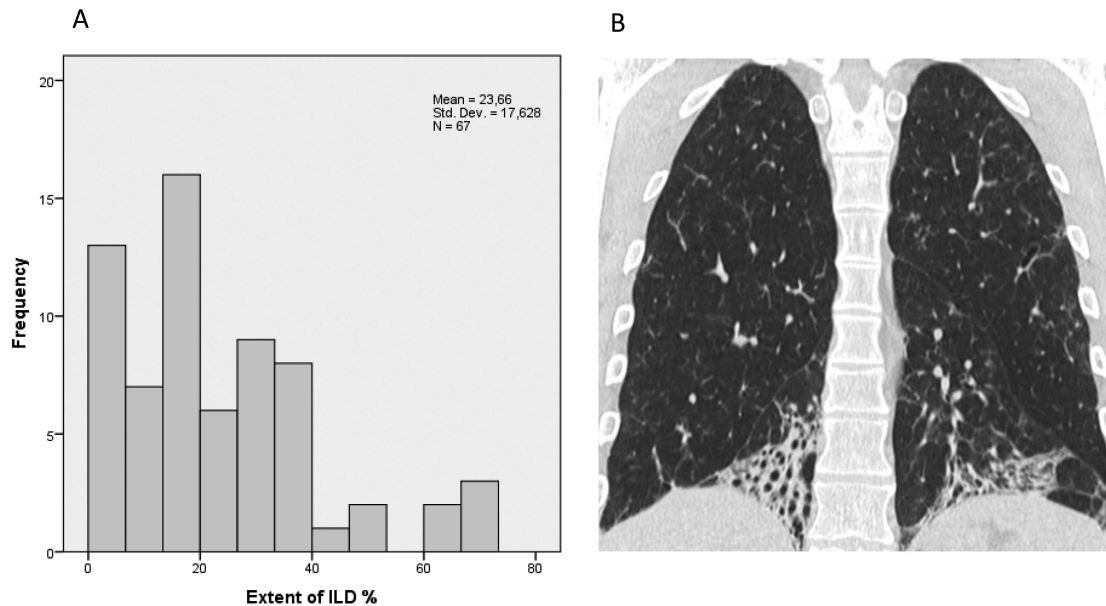 A
B
Mean = 23,66
Std. Dev. = 17,628
N = 67
20
15
10
5
0
Frequency
0 20 40 60 80
Extent of ILD %